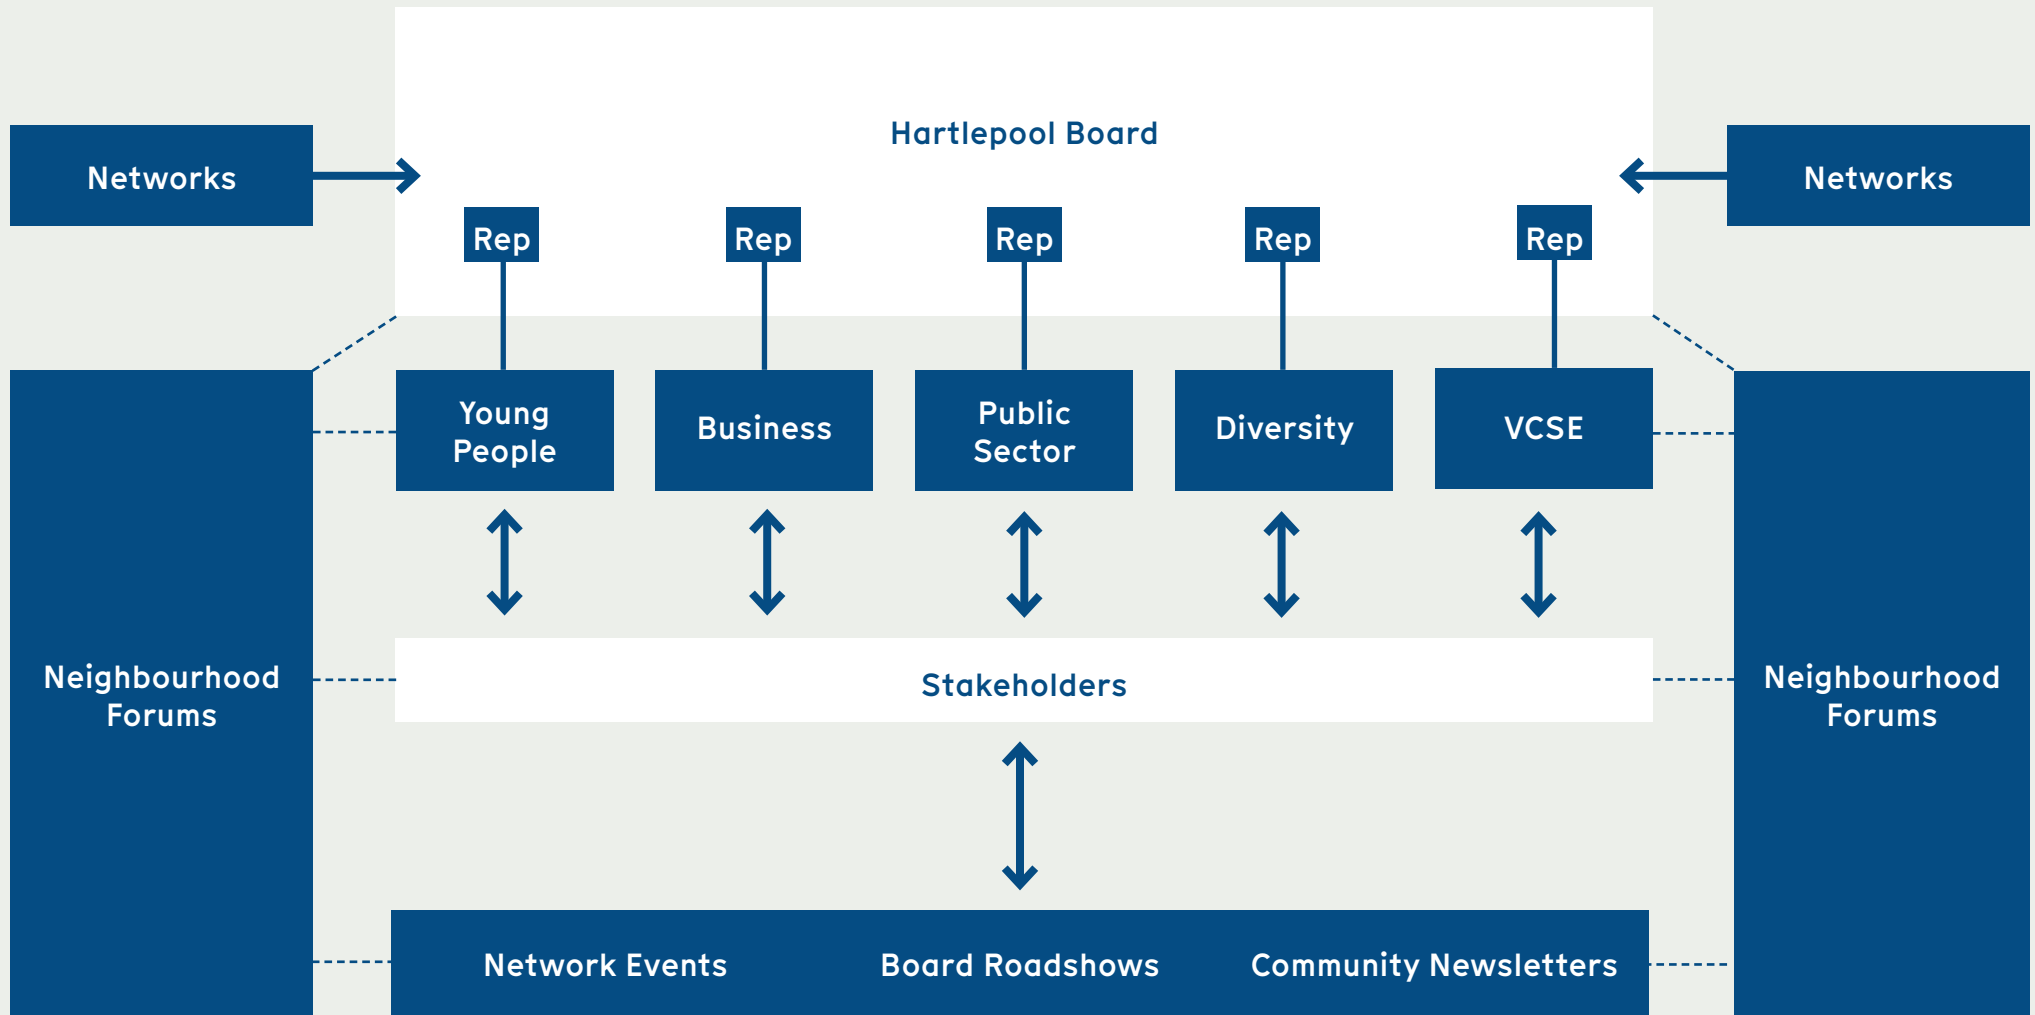 Hartlepool Board
Networks
Networks
Rep
Rep
Rep
Rep
Rep
Young
People
Business
Public
Sector
Diversity
VCSE
Neighbourhood
Forums
Stakeholders
Neighbourhood
Forums
Network Events
Board Roadshows
Community Newsletters